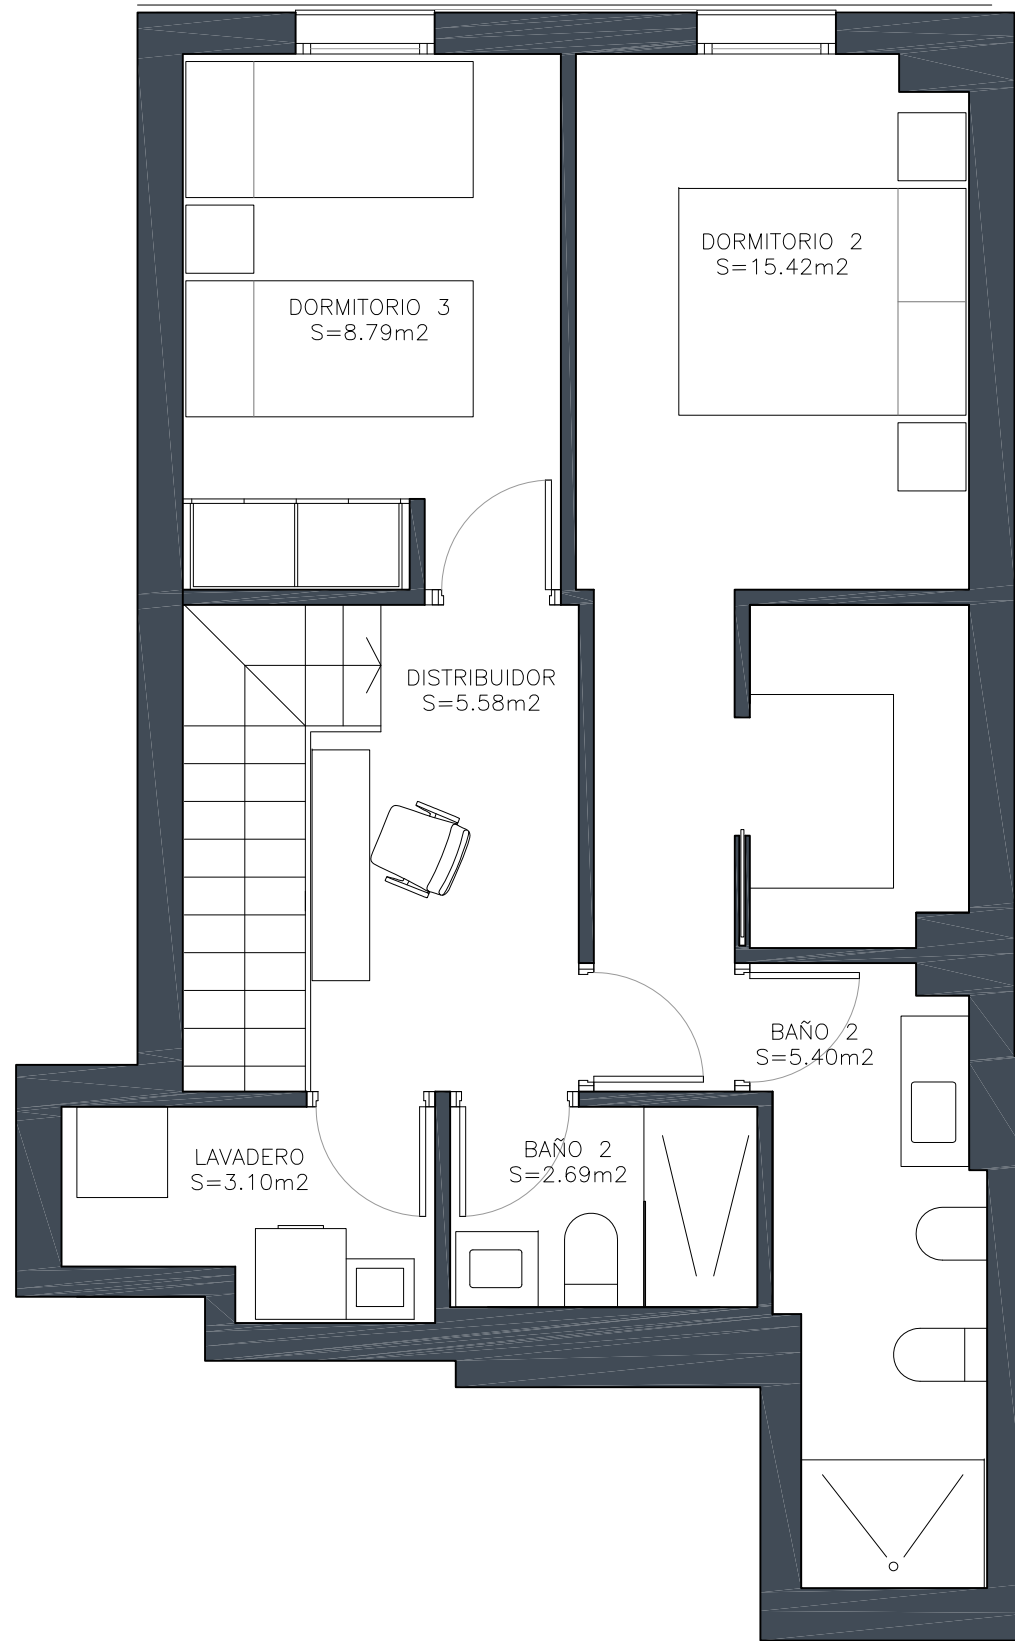 DORMITORIO 2
S=15.42m2
DORMITORIO 3
S=8.79m2
DISTRIBUIDOR
S=5.58m2
BAÑO 2
S=5.40m2
LAVADERO
S=3.10m2
BAÑO 2
S=2.69m2